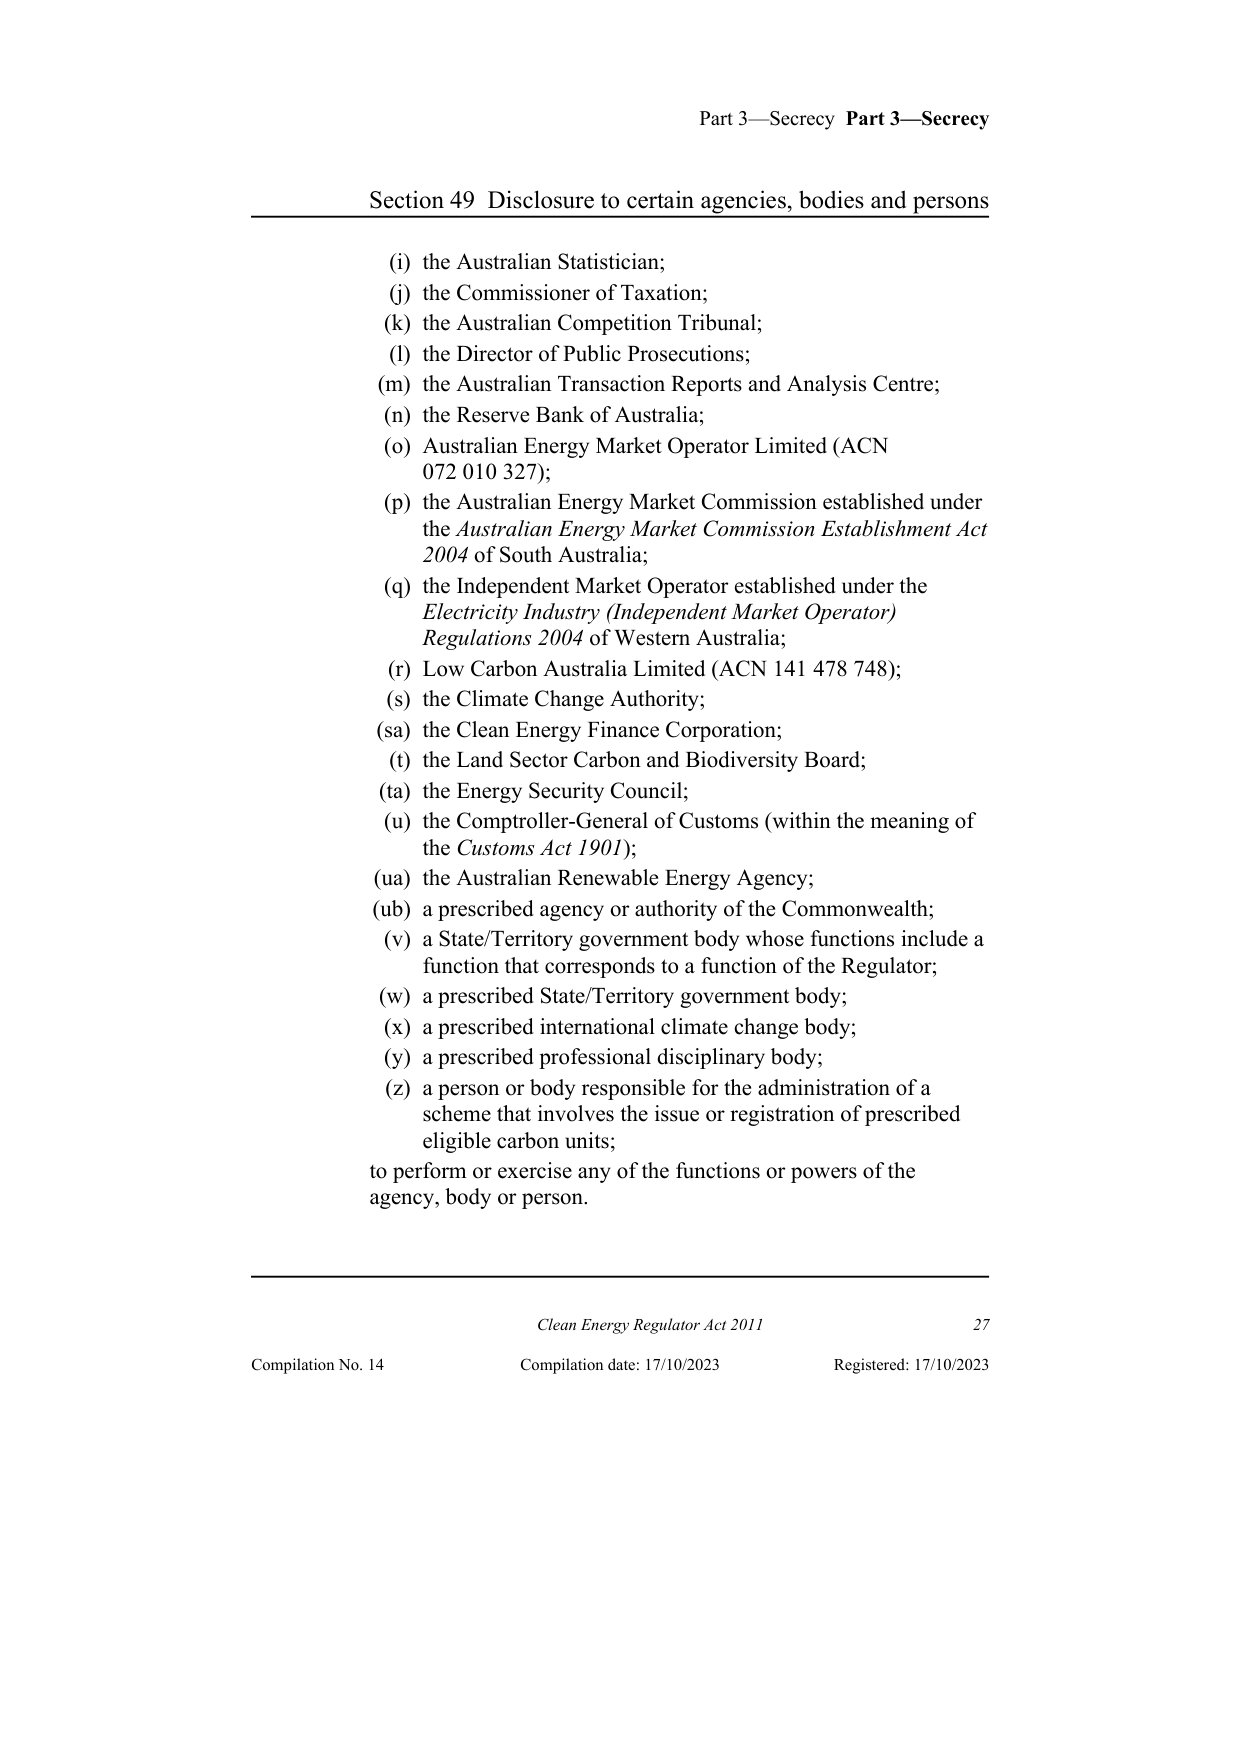 Part 3—Secrecy  Part 3—Secrecy
Section 49  Disclosure to certain agencies, bodies and persons
(i) the Australian Statistician;
(j) the Commissioner of Taxation;
(k) the Australian Competition Tribunal;
(l) the Director of Public Prosecutions;
(m) the Australian Transaction Reports and Analysis Centre;
(n) the Reserve Bank of Australia;
(o) Australian Energy Market Operator Limited (ACN
072 010 327);
(p) the Australian Energy Market Commission established under
the Australian Energy Market Commission Establishment Act
2004 of South Australia;
(q) the Independent Market Operator established under the
Electricity Industry (Independent Market Operator)
Regulations 2004 of Western Australia;
(r) Low Carbon Australia Limited (ACN 141 478 748);
(s) the Climate Change Authority;
(sa) the Clean Energy Finance Corporation;
(t) the Land Sector Carbon and Biodiversity Board;
(ta) the Energy Security Council;
(u) the Comptroller-General of Customs (within the meaning of
the Customs Act 1901);
(ua) the Australian Renewable Energy Agency;
(ub) a prescribed agency or authority of the Commonwealth;
(v) a State/Territory government body whose functions include a
function that corresponds to a function of the Regulator;
(w) a prescribed State/Territory government body;
(x) a prescribed international climate change body;
(y) a prescribed professional disciplinary body;
(z) a person or body responsible for the administration of a
scheme that involves the issue or registration of prescribed
eligible carbon units;
to perform or exercise any of the functions or powers of the
agency, body or person.
Clean Energy Regulator Act 2011 27
Compilation No. 14 Compilation date: 17/10/2023 Registered: 17/10/2023